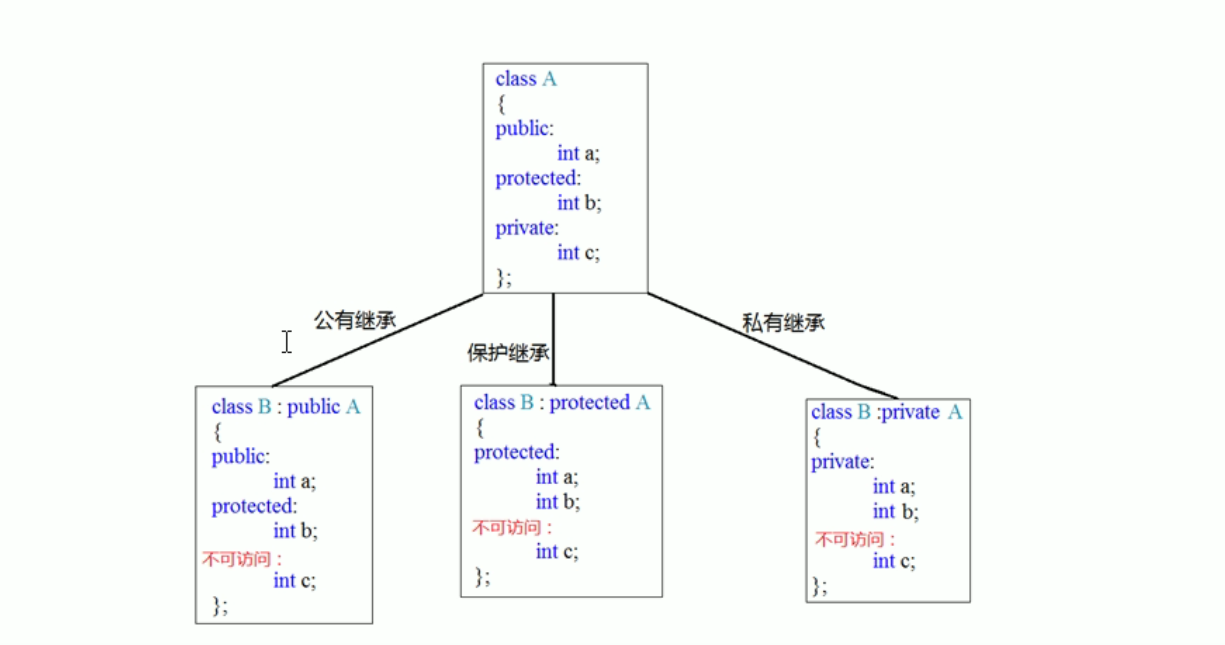 class A
{
public:
int a;
protected:
int b;
private:
int c;
};
公有继承
保护继承
私有继承
class B : public A
{
public:
int a;
protected:
int b;
不可访问：
int c;
};
class B : protected A
{
protected:
int a;
int b;
不可访问：
int c;
};
class B :private A
{
private:
int a;
int b;
不可访问：
int c;
};